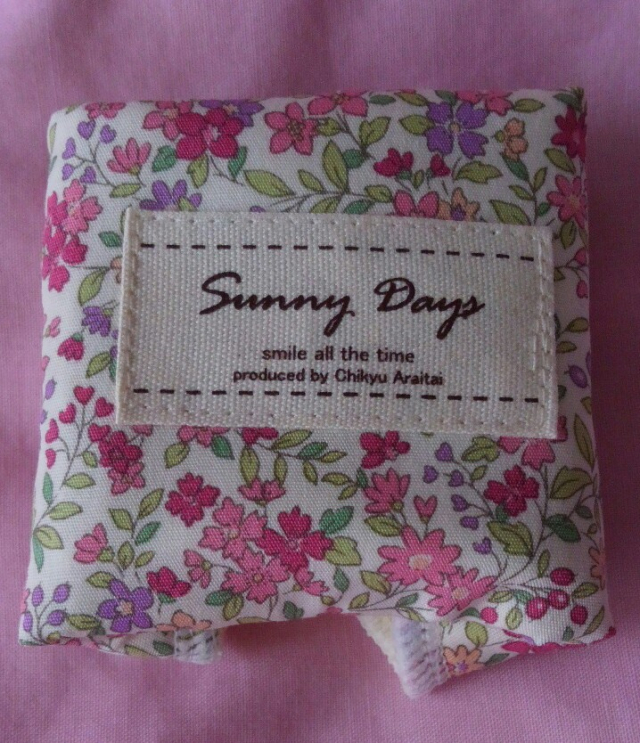 Sunny Days
smile all the time
produced by Chikyu Araitai